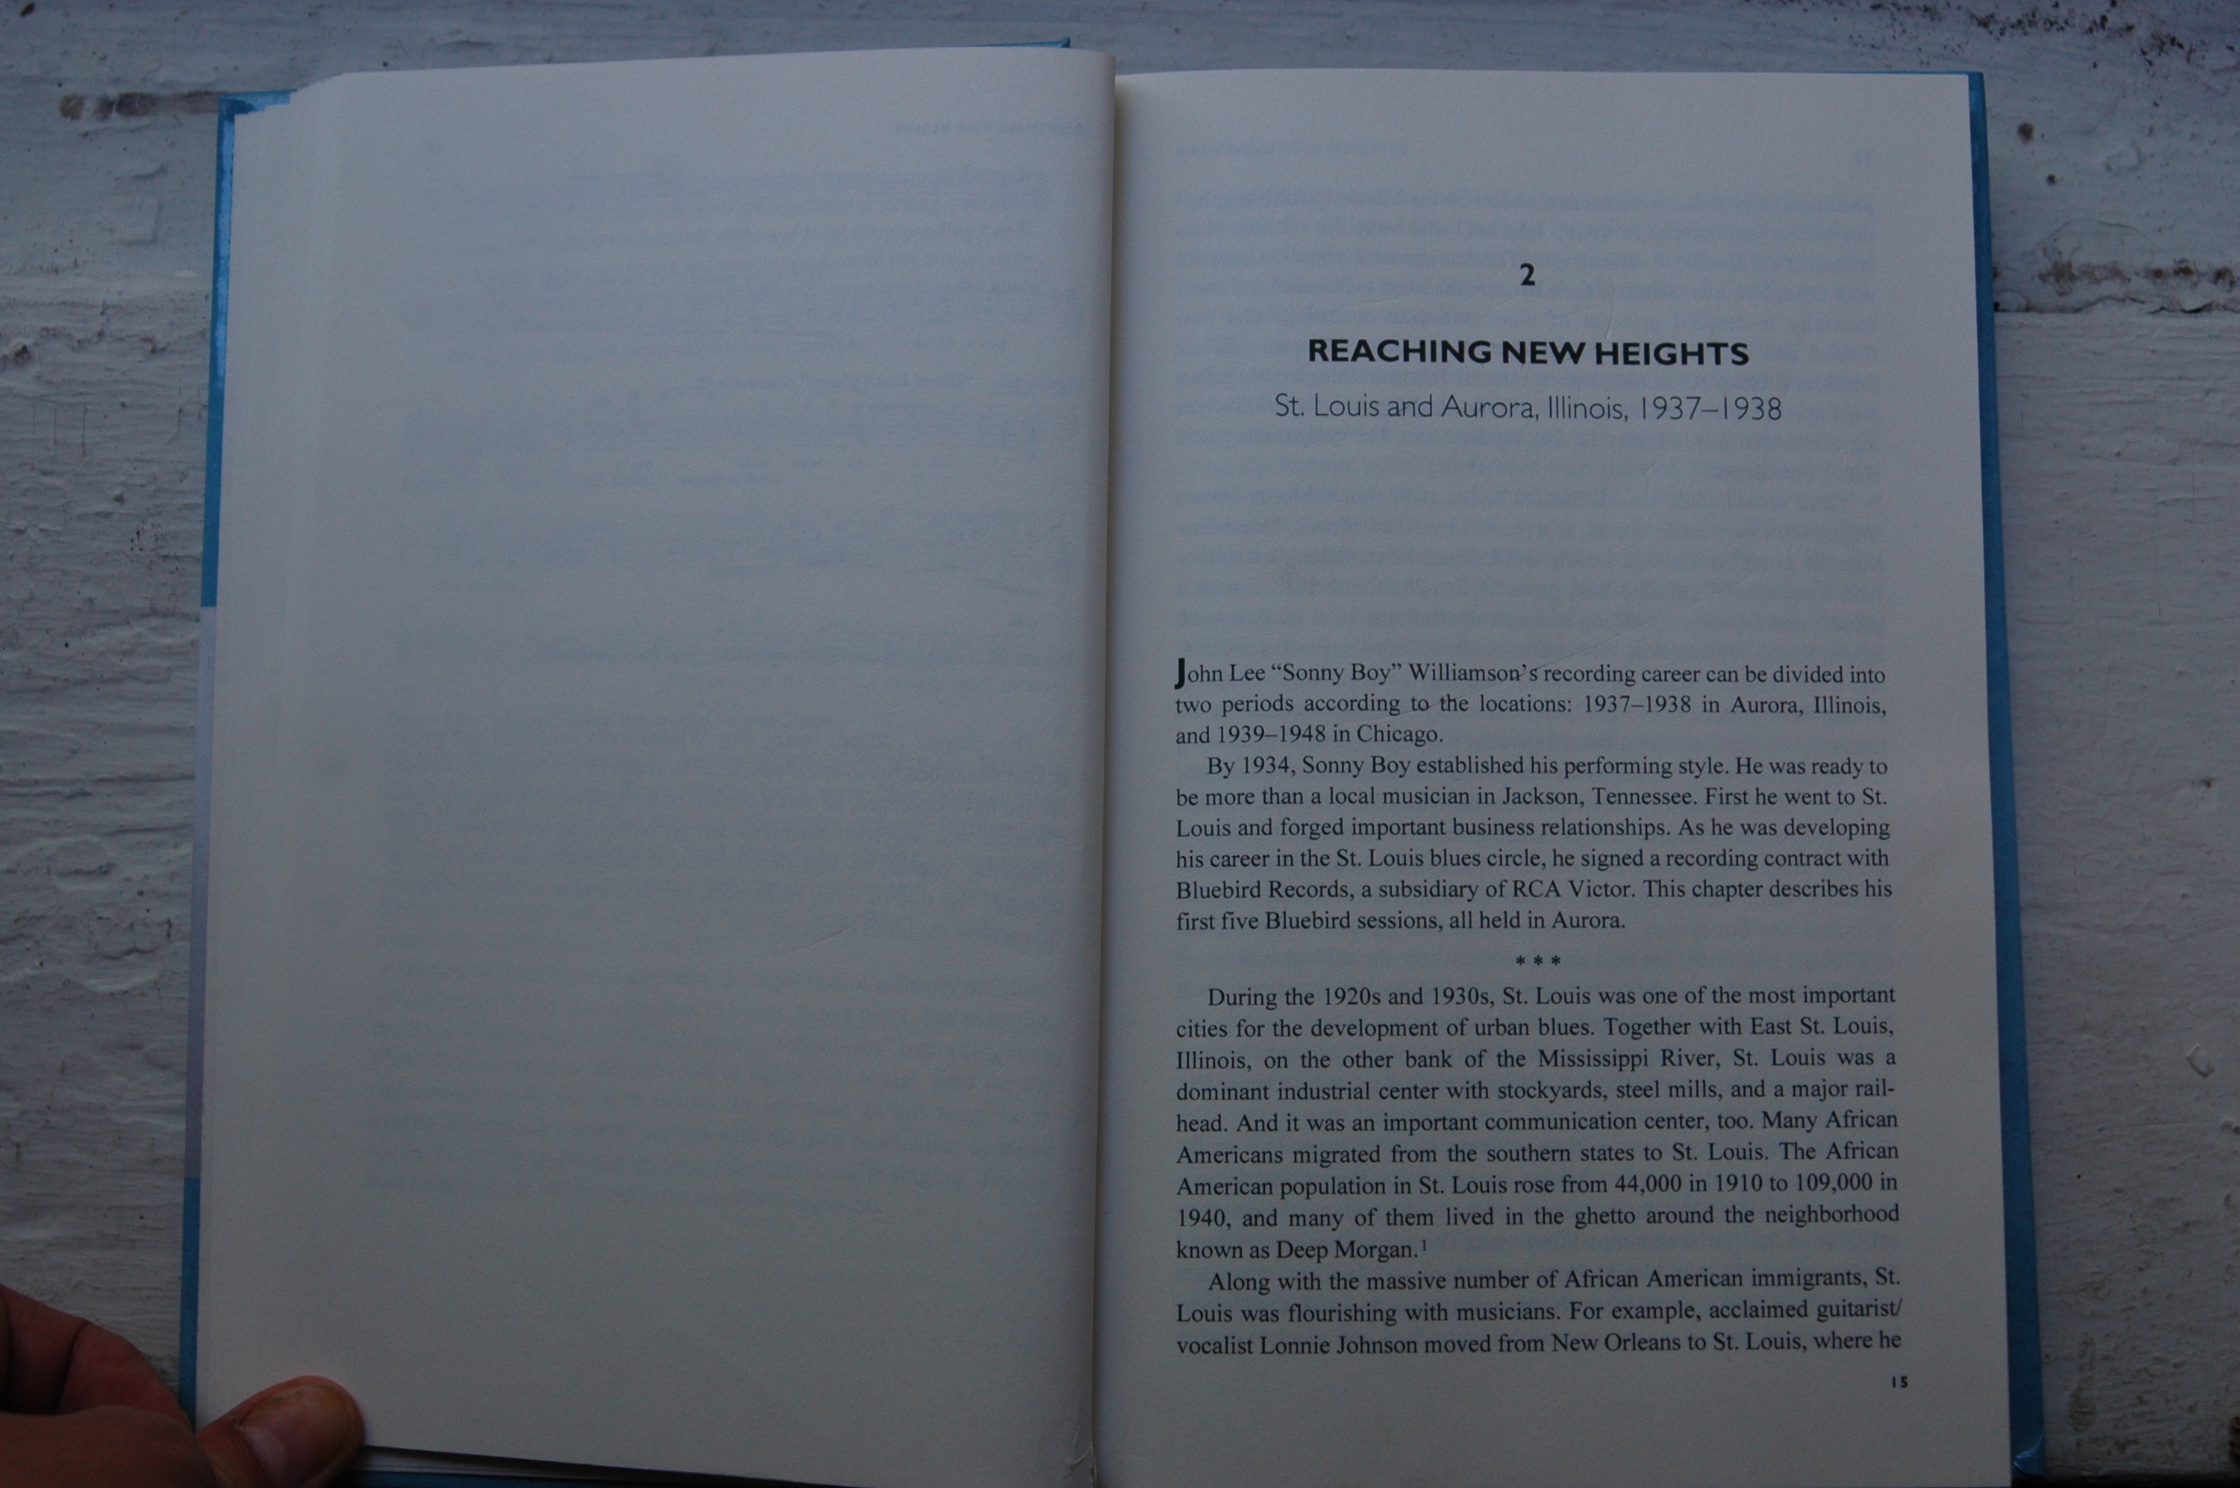 2
REACHING NEW HEIGHTS
St. Louis and Aurora, Illinois, 1937–1938
John Lee “Sonny Boy” Williamson’s recording career can be divided into
two periods according to the locations: 1937–1938 in Aurora, Illinois,
and 1939–1948 in Chicago.
By 1934, Sonny Boy established his performing style. He was ready to
be more than a local musician in Jackson, Tennessee. First he went to St.
Louis and forged important business relationships. As he was developing
his career in the St. Louis blues circle, he signed a recording contract with
Bluebird Records, a subsidiary of RCA Victor. This chapter describes his
first five Bluebird sessions, all held in Aurora.
***
During the 1920s and 1930s, St. Louis was one of the most important
cities for the development of urban blues. Together with East St. Louis,
Illinois, on the other bank of the Mississippi River, St. Louis was a
dominant industrial center with stockyards, steel mills, and a major rail-
head. And it was an important communication center, too. Many African
Americans migrated from the southern states to St. Louis. The African
American population in St. Louis rose from 44,000 in 1910 to 109,000 in
1940, and many of them lived in the ghetto around the neighborhood
known as Deep Morgan.¹
Along with the massive number of African American immigrants, St.
Louis was flourishing with musicians. For example, acclaimed guitarist/
vocalist Lonnie Johnson moved from New Orleans to St. Louis, where he
15